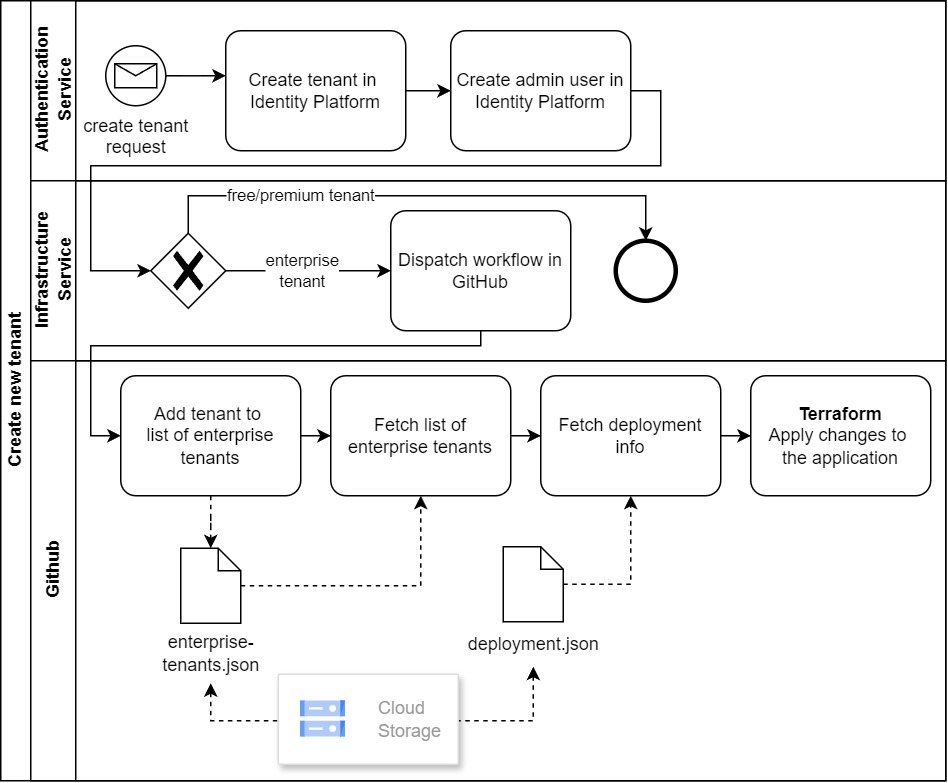 Create new tenant
Authentication
Service
create tenant
request
Create tenant in
Identity Platform
Create admin user in
Identity Platform
Infrastructure
Service
free/premium tenant
enterprise
tenant
Dispatch workflow in
GitHub
Github
Add tenant to
list of enterprise
tenants
Fetch list of
enterprise tenants
Fetch deployment
info
Terraform
Apply changes to
the application
enterprise-
tenants.json
deployment.json
Cloud
Storage